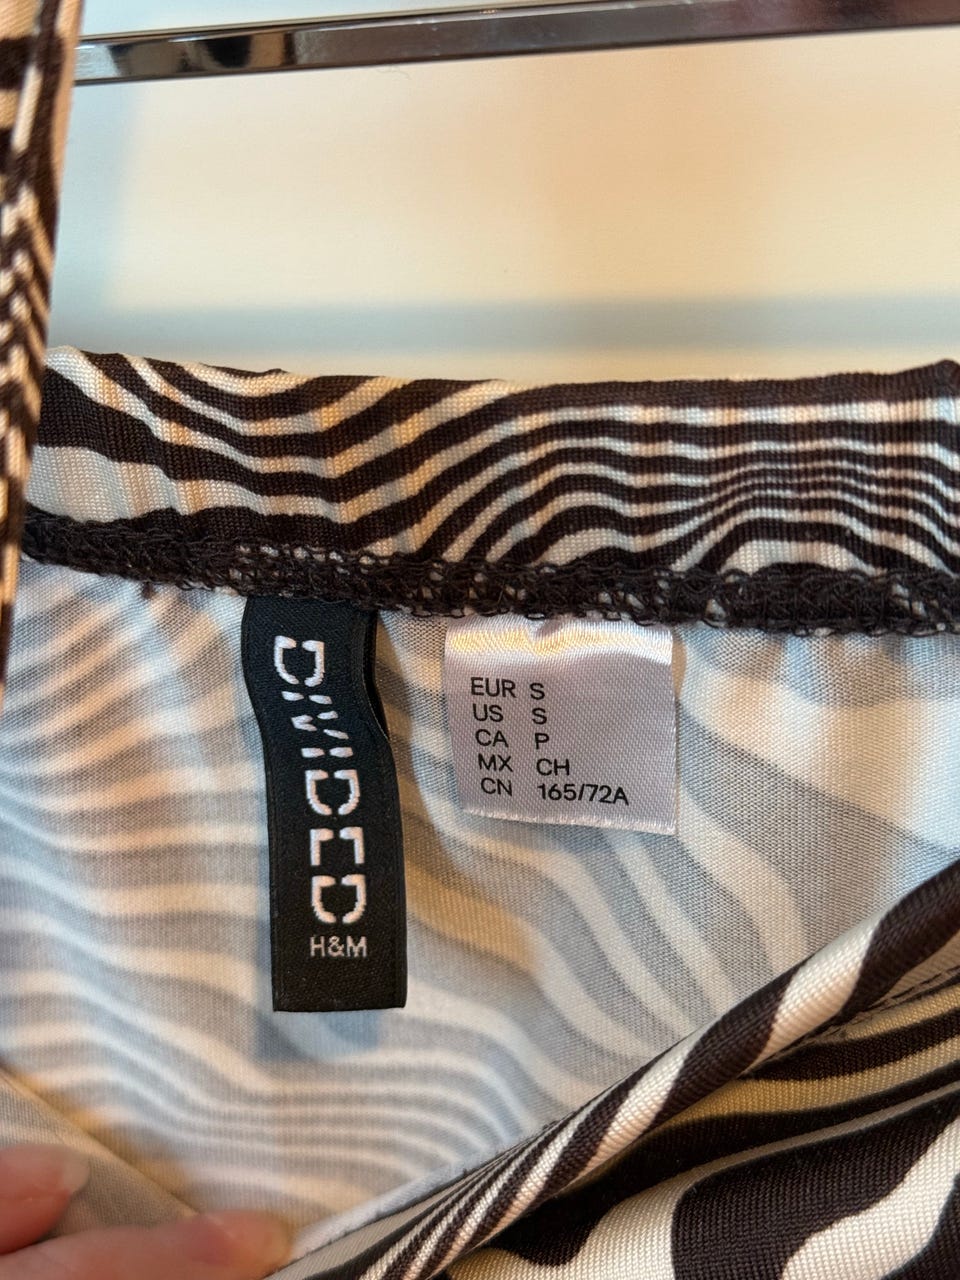 DIVIDED
H&M
EUR S
US S
CA P
MX CH
CN 165/72A